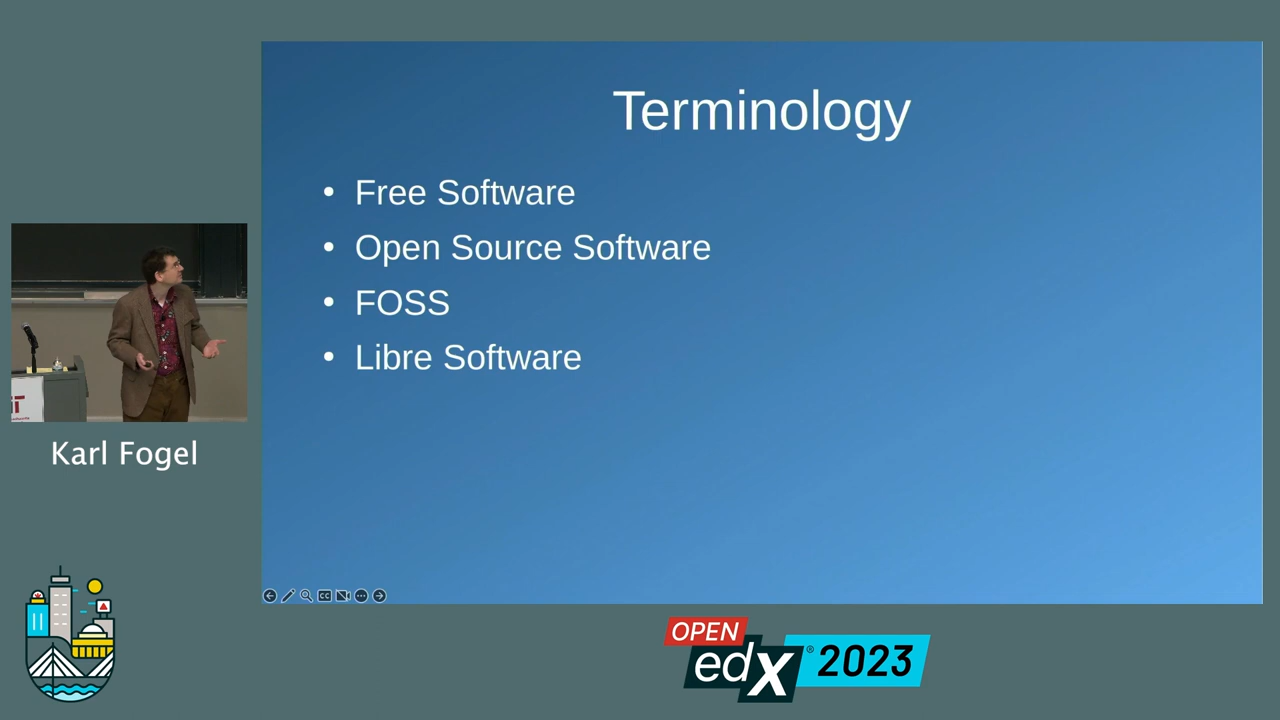 Terminology
• Free Software
• Open Source Software
• FOSS
• Libre Software
Karl Fogel
OPEN
edX® 2023